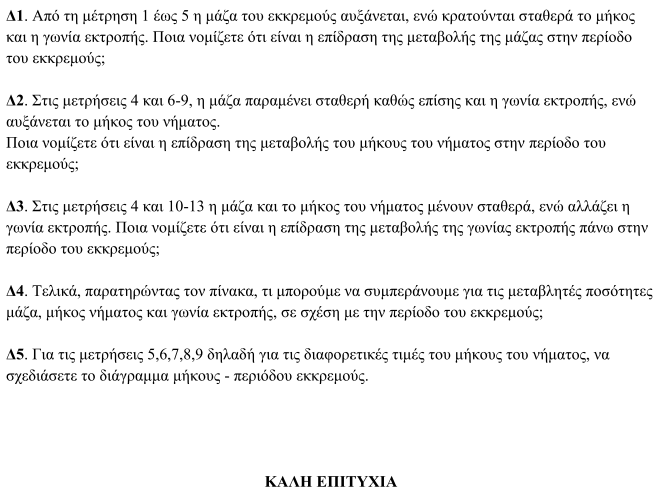 Δ1. Από τη μέτρηση 1 έως 5 η μάζα του εκκρεμούς αυξάνεται, ενώ κρατούνται σταθερά το μήκος
και η γωνία εκτροπής. Ποια νομίζετε ότι είναι η επίδραση της μεταβολής της μάζας στην περίοδο
του εκκρεμούς;
Δ2. Στις μετρήσεις 4 και 6-9, η μάζα παραμένει σταθερή καθώς επίσης και η γωνία εκτροπής, ενώ
αυξάνεται το μήκος του νήματος.
Ποια νομίζετε ότι είναι η επίδραση της μεταβολής του μήκους του νήματος στην περίοδο του
εκκρεμούς;
Δ3. Στις μετρήσεις 4 και 10-13 η μάζα και το μήκος του νήματος μένουν σταθερά, ενώ αλλάζει η
γωνία εκτροπής. Ποια νομίζετε ότι είναι η επίδραση της μεταβολής της γωνίας εκτροπής πάνω στην
περίοδο του εκκρεμούς;
Δ4. Τελικά, παρατηρώντας τον πίνακα, τι μπορούμε να συμπεράνουμε για τις μεταβλητές ποσότητες
μάζα, μήκος νήματος και γωνία εκτροπής, σε σχέση με την περίοδο του εκκρεμούς;
Δ5. Για τις μετρήσεις 5,6,7,8,9 δηλαδή για τις διαφορετικές τιμές του μήκους του νήματος, να
σχεδιάσετε το διάγραμμα μήκους - περιόδου εκκρεμούς.
ΚΑΛΗ ΕΠΙΤΥΧΙΑ